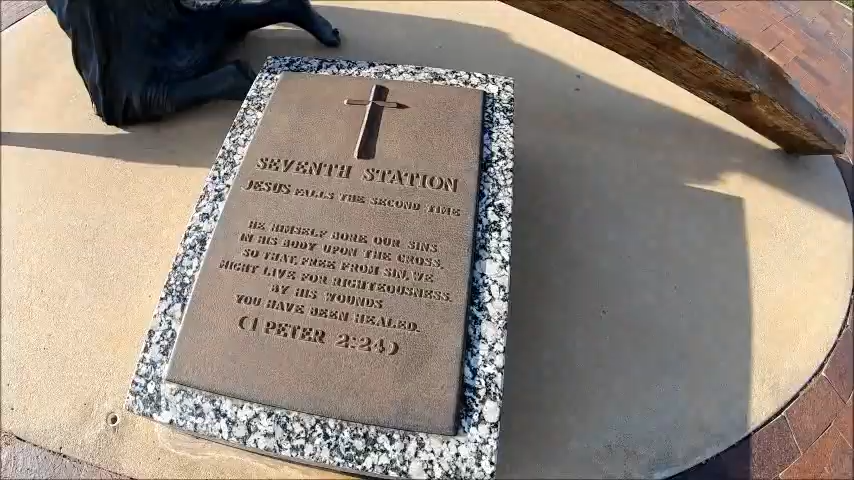 SEVENTH STATION
JESUS FALLS THE SECOND TIME
HE HIMSELF BORE OUR SINS
IN HIS BODY UPON THE CROSS,
SO THAT, FREE FROM SIN, WE
MIGHT LIVE FOR RIGHTEOUSNESS.
BY HIS WOUNDS
YOU HAVE BEEN HEALED.
(1 PETER 2:24)